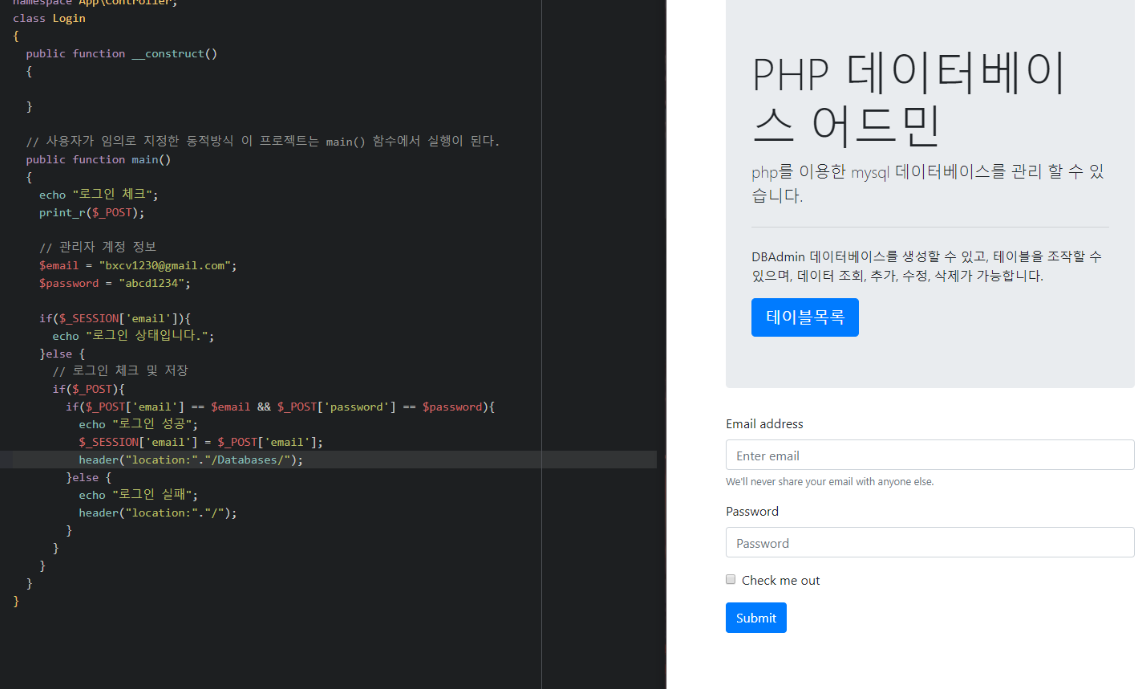 namespace App\Controller;
class Login
{
public function __construct()
{
}
// 사용자가 임의로 지정한 동적방식 이 프로젝트는 main() 함수에서 실행이 된다.
public function main()
{
echo "로그인 체크";
print_r($_POST);
// 관리자 계정 정보
$email = "bxcv1230@gmail.com";
$password = "abcd1234";
if($_SESSION['email']){
echo "로그인 상태입니다.";
}else {
// 로그인 체크 및 저장
if($_POST){
if($_POST['email'] == $email && $_POST['password'] == $password){
echo "로그인 성공";
$_SESSION['email'] = $_POST['email'];
header("location:"."/Databases/");
}else {
echo "로그인 실패";
header("location:"."/");
}
}
}
}
}
PHP 데이터베이
스 어드민
php를 이용한 mysql 데이터베이스를 관리 할 수 있
습니다.
DBAdmin 데이터베이스를 생성할 수 있고, 테이블을 조작할 수
있으며, 데이터 조회, 추가, 수정, 삭제가 가능합니다.
테이블목록
Email address
Enter email
We'll never share your email with anyone else.
Password
Password
Check me out
Submit